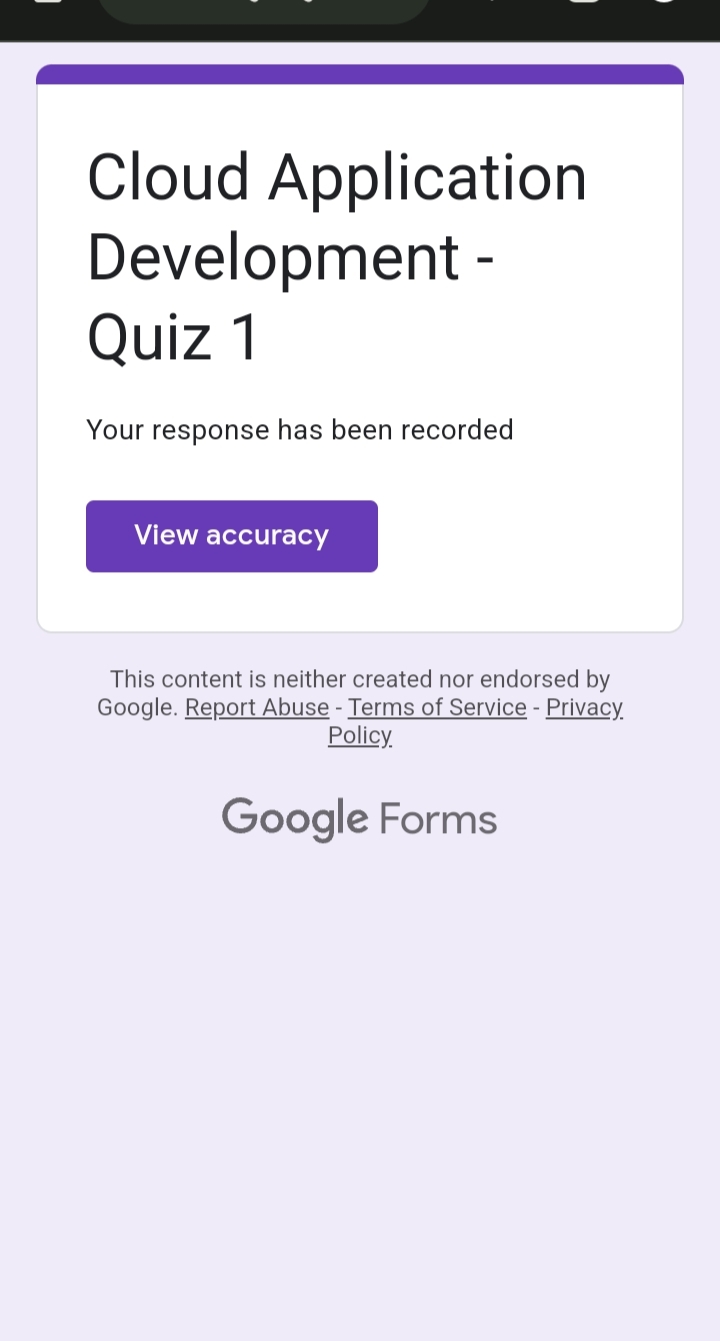 Cloud Application
Development -
Quiz 1
Your response has been recorded
View accuracy
This content is neither created nor endorsed by
Google. Report Abuse - Terms of Service - Privacy
Policy
Google Forms